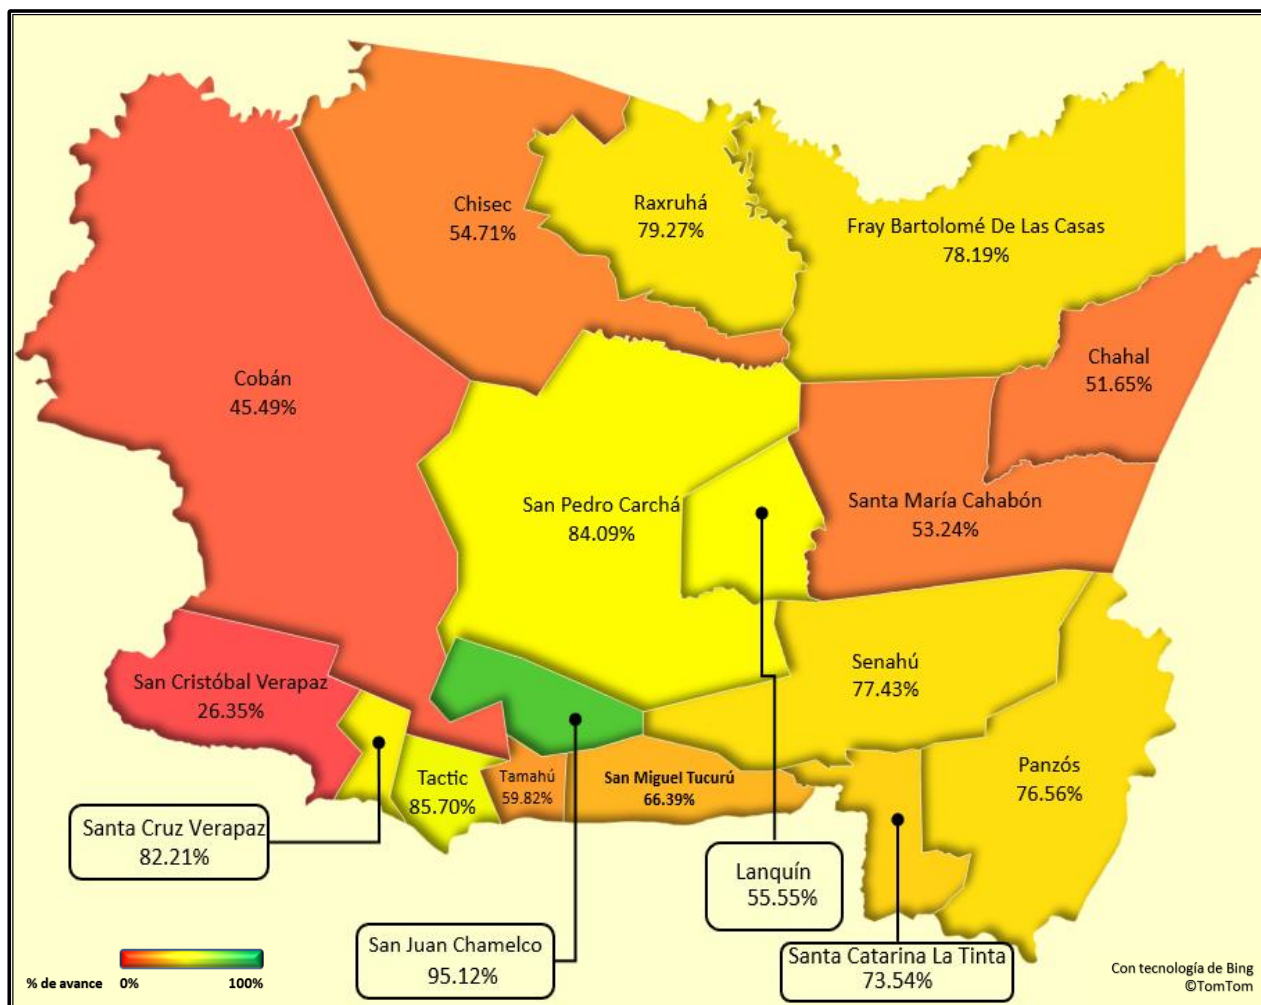 Chisec
54.71%
Raxruhá
79.27%
Fray Bartolomé De Las Casas
78.19%
Chahal
51.65%
Cobán
45.49%
San Pedro Carchá
84.09%
Santa María Cahabón
53.24%
San Cristóbal Verapaz
26.35%
Senahú
77.43%
Tactic
85.70%
Tamahú
59.82%
San Miguel Tucurú
66.39%
Panzós
76.56%
Santa Cruz Verapaz
82.21%
Lanquín
55.55%
San Juan Chamelco
95.12%
Santa Catarina La Tinta
73.54%
% de avance 0% 100%
Con tecnología de Bing
©TomTom